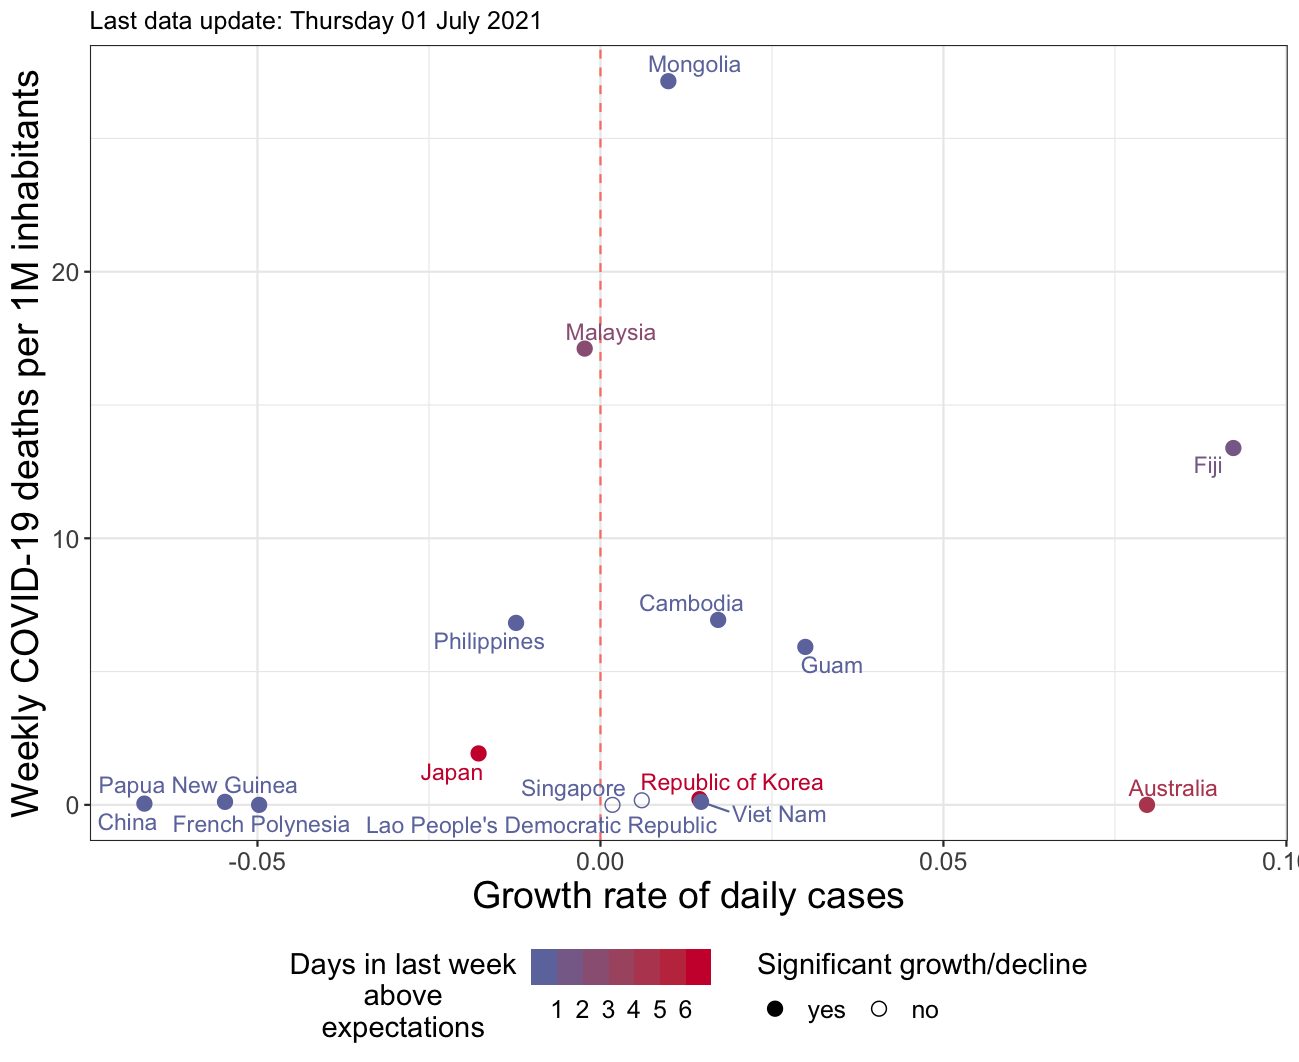 Last data update: Thursday 01 July 2021
Weekly COVID-19 deaths per 1M inhabitants
20
10
0
Mongolia
Malaysia
Fiji
Cambodia
Philippines
Guam
Japan
Papua New Guinea
Singapore
Republic of Korea
Australia
China
French Polynesia
Lao People's Democratic Republic
Viet Nam
-0.05
0.00
0.05
0.10
Growth rate of daily cases
Days in last week
above
expectations
1 2 3 4 5 6
Significant growth/decline
yes
no